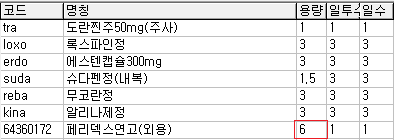 코드 명칭 용량 일투수 일수
tra 도란찐주50mg(주사) 1 1 1
loxo 록스파인정 3 3 3
erdo 에스텐캡슐300mg 3 3 3
suda 슈다펜정(내복) 1.5 3 3
reba 무코란정 3 3 3
kina 알리나제정 3 3 3
64360172 페리덱스연고(외용) 6 1 1